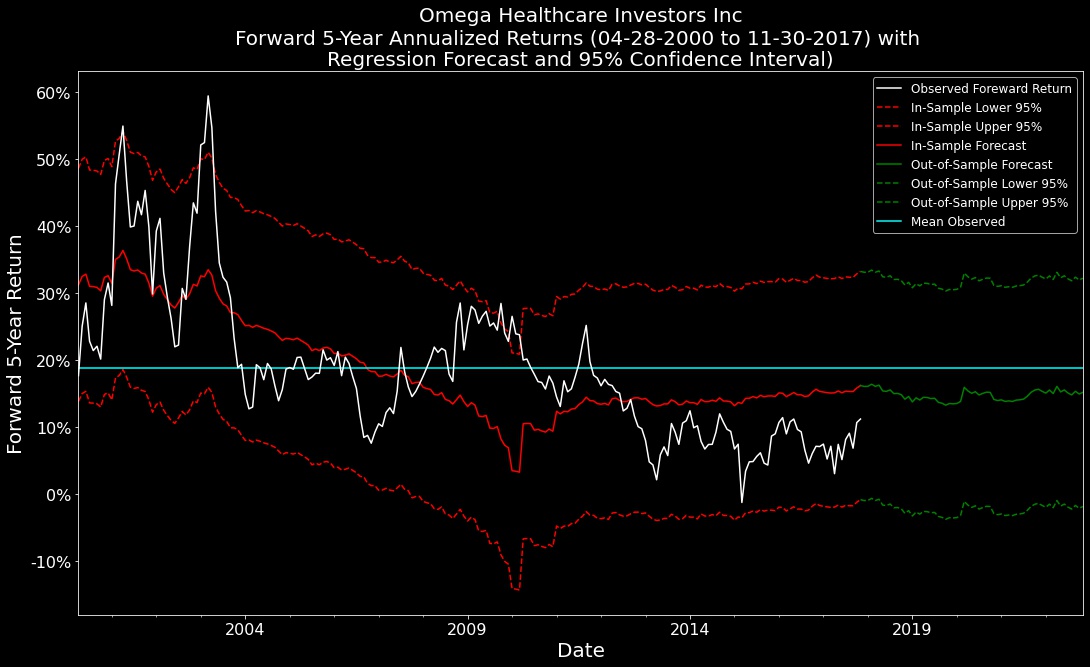 Omega Healthcare Investors Inc
Forward 5-Year Annualized Returns (04-28-2000 to 11-30-2017) with
Regression Forecast and 95% Confidence Interval)
Observed Foreward Return
In-Sample Lower 95%
In-Sample Upper 95%
In-Sample Forecast
Out-of-Sample Forecast
Out-of-Sample Lower 95%
Out-of-Sample Upper 95%
Mean Observed
Forward 5-Year Return
60%
50%
40%
30%
20%
10%
0%
-10%
2004
2009
2014
2019
Date